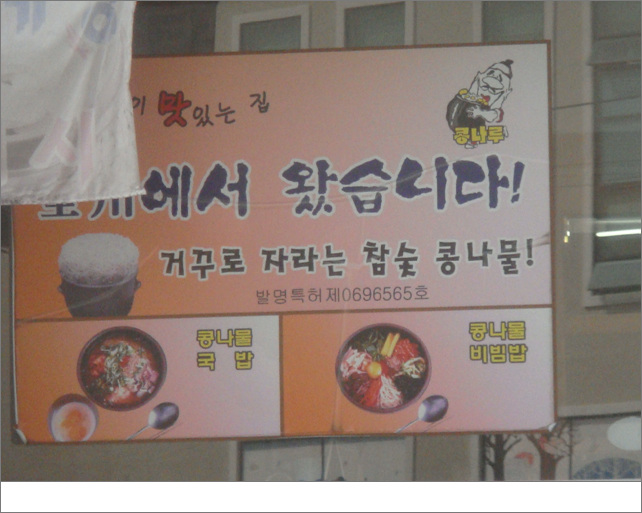 이 맛있는 집
콩나루
에서 왔습니다!
거꾸로 자라는 참숯 콩나물!
발명특허제0696565호
콩나물
국밥
콩나물
비빔밥